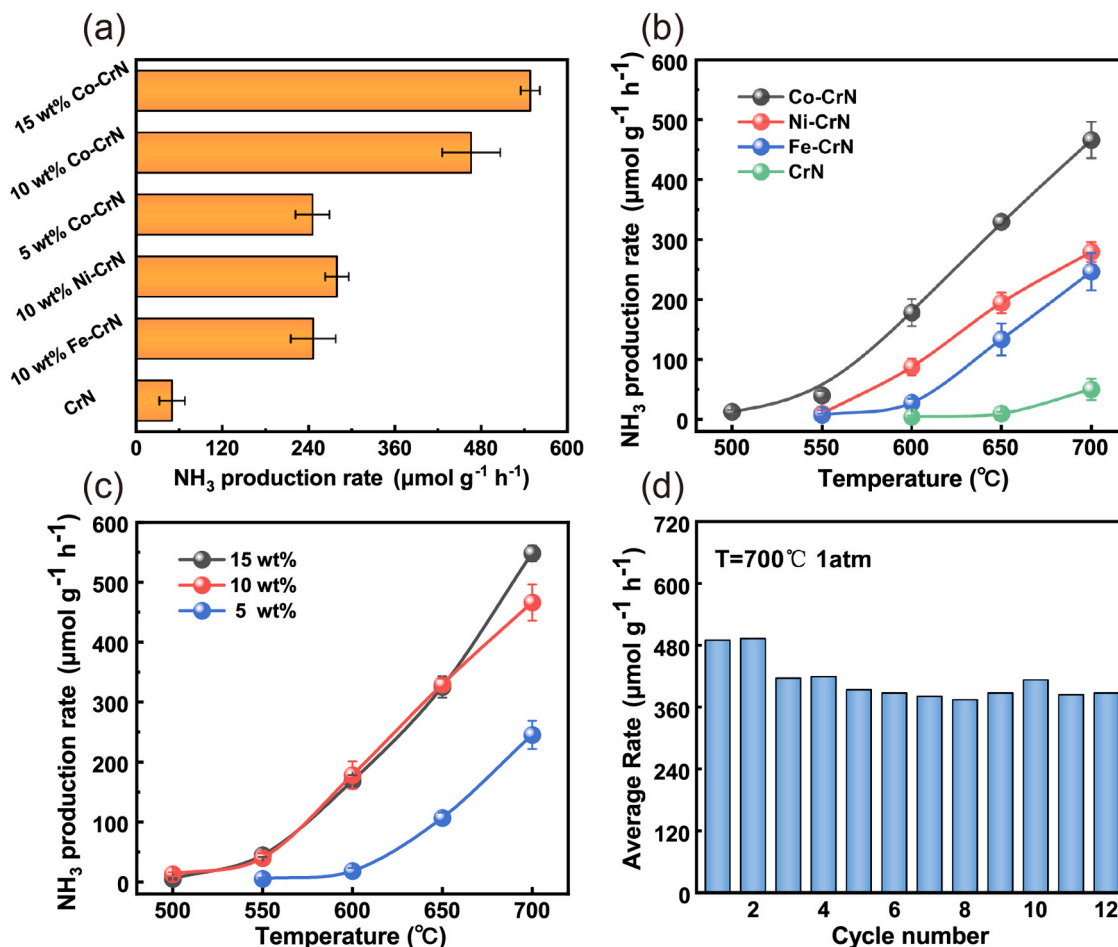 (a)
15 wt% Co-CrN
10 wt% Co-CrN
5 wt% Co-CrN
10 wt% Ni-CrN
10 wt% Fe-CrN
CrN
0 120 240 360 480 600
NH₃ production rate (μmol g⁻¹ h⁻¹)
(b)
NH₃ production rate (μmol g⁻¹ h⁻¹)
600
500
400
300
200
100
0
Co-CrN
Ni-CrN
Fe-CrN
CrN
500 550 600 650 700
Temperature (℃)
(c)
NH₃ production rate (μmol g⁻¹ h⁻¹)
600
500
400
300
200
100
0
15 wt%
10 wt%
5 wt%
500 550 600 650 700
Temperature (℃)
(d)
Average Rate (μmol g⁻¹ h⁻¹)
720
600
480
360
240
120
0
T=700℃ 1atm
2 4 6 8 10 12
Cycle number